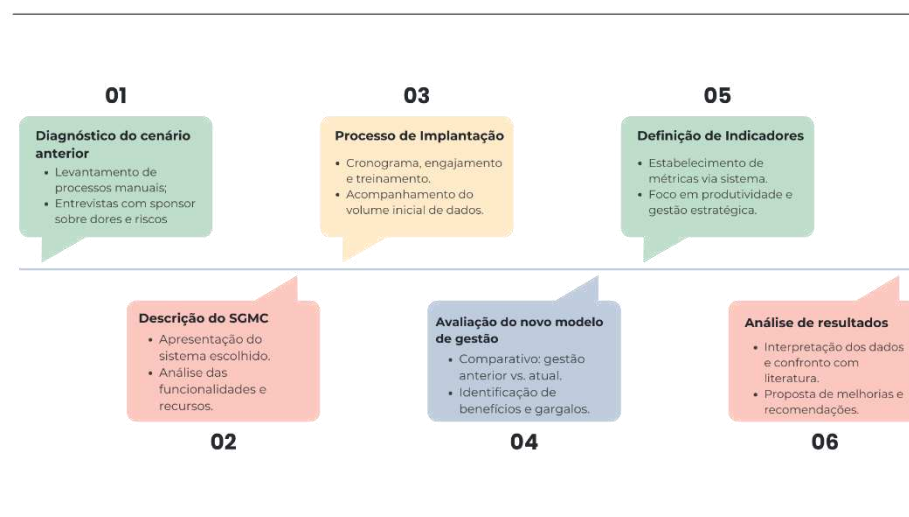 01
Diagnóstico do cenário
anterior
• Levantamento de
processos manuais;
• Entrevistas com sponsor
sobre dores e riscos
Descrição do SGMC
• Apresentação do
sistema escolhido.
• Análise das
funcionalidades e
recursos.
02
03
Processo de Implantação
• Cronograma, engajamento
e treinamento.
• Acompanhamento do
volume inicial de dados.
Avaliação do novo modelo
de gestão
• Comparativo: gestão
anterior vs. atual.
• Identificação de
benefícios e gargalos.
04
05
Definição de Indicadores
• Estabelecimento de
métricas via sistema.
• Foco em produtividade e
gestão estratégica.
Análise de resultados
• Interpretação dos dados
e confronto com
literatura.
• Proposta de melhorias e
recomendações.
06